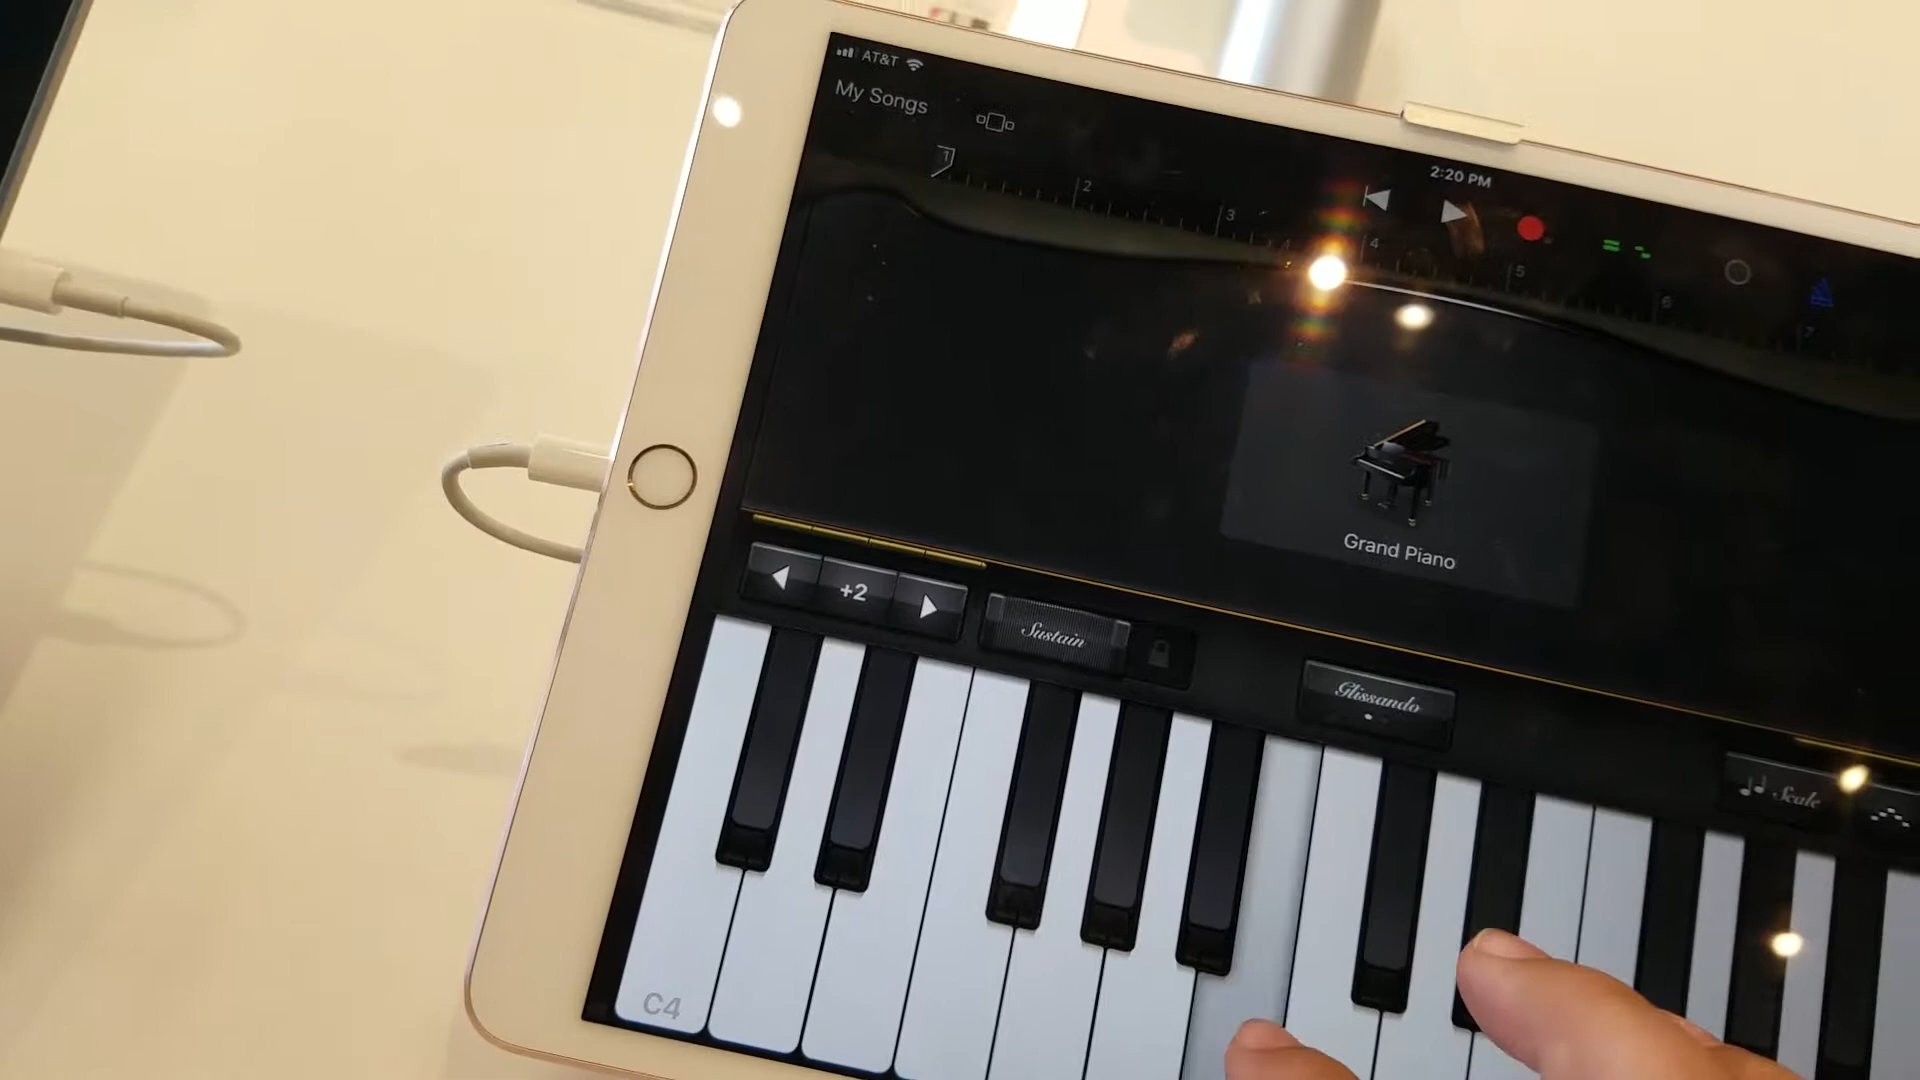 AT&T
2:20 PM
My Songs
1
2
3
4
5
6
7
Grand Piano
+2
Sustain
Glissando
Scale
C4